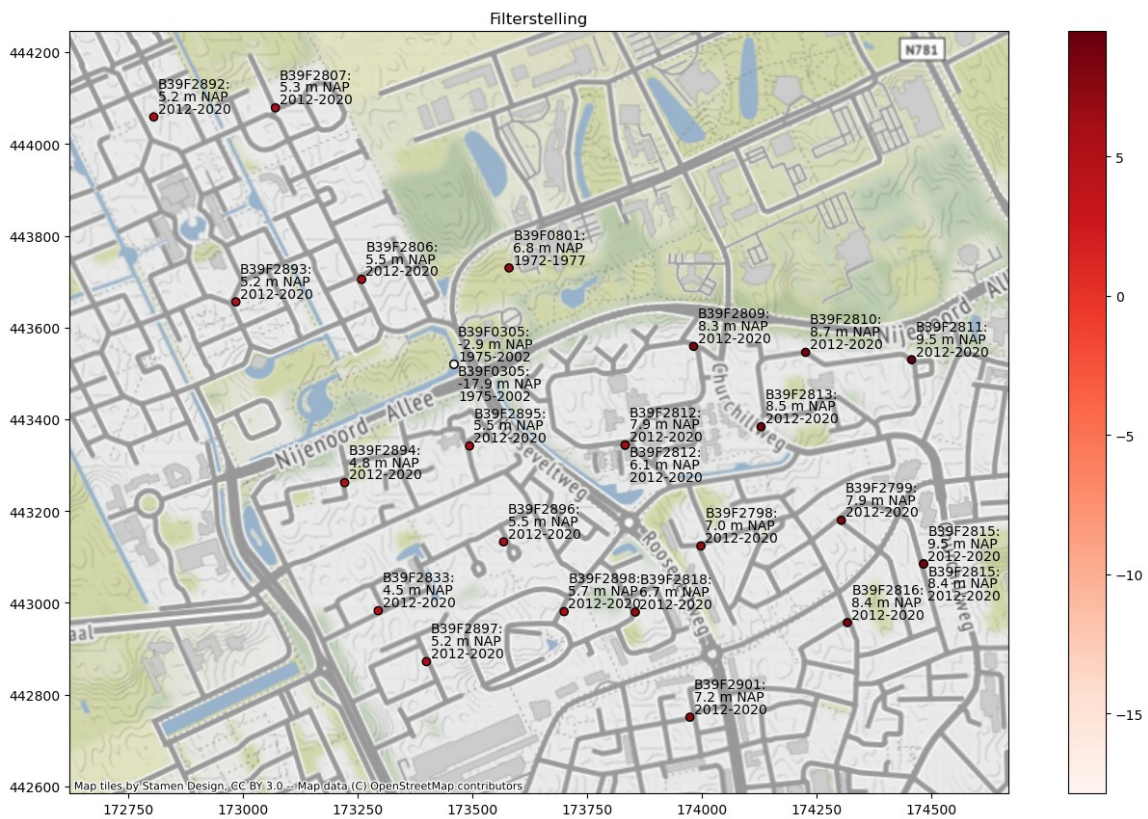 Filterstelling
444200
444000
443800
443600
443400
443200
443000
442800
442600
172750
173000
173250
173500
173750
174000
174250
174500
5
0
−5
−10
−15
N781
B39F2892:
5.2 m NAP
2012-2020
B39F2807:
5.3 m NAP
2012-2020
B39F0801:
6.8 m NAP
1972-1977
B39F2806:
5.5 m NAP
2012-2020
B39F2893:
5.2 m NAP
2012-2020
B39F0305:
-2.9 m NAP
1975-2002
B39F0305:
-17.9 m NAP
1975-2002
B39F2809:
8.3 m NAP
2012-2020
B39F2810:
8.7 m NAP
2012-2020
B39F2811:
9.5 m NAP
2012-2020
Nijenoord All
B39F2813:
8.5 m NAP
2012-2020
Churchillweg
B39F2812:
7.9 m NAP
2012-2020
B39F2812:
6.1 m NAP
2012-2020
B39F2895:
5.5 m NAP
2012-2020
Nijenoord Allee
B39F2894:
4.8 m NAP
2012-2020
seveltweg
B39F2896:
5.5 m NAP
2012-2020
B39F2798:
7.0 m NAP
2012-2020
B39F2799:
7.9 m NAP
2012-2020
B39F2815:
9.5 m NAP
2012-2020
B39F2815:
8.4 m NAP
2012-2020
B39F2816:
8.4 m NAP
2012-2020
B39F2833:
4.5 m NAP
2012-2020
B39F2898:
5.7 m NAP
2012-2020
B39F2818:
6.7 m NAP
2012-2020
B39F2897:
5.2 m NAP
2012-2020
B39F2901:
7.2 m NAP
2012-2020
aal
Map tiles by Stamen Design, CC BY 3.0 -- Map data (C) OpenStreetMap contributors